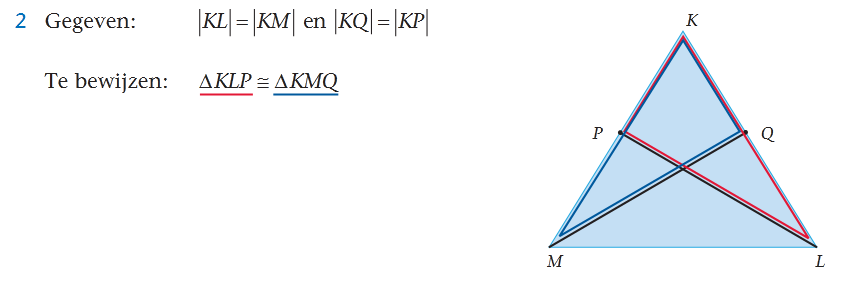 2 Gegeven: |KL| = |KM| en |KQ| = |KP|
Te bewijzen: ΔKLP ≅ ΔKMQ
K
P Q
M L